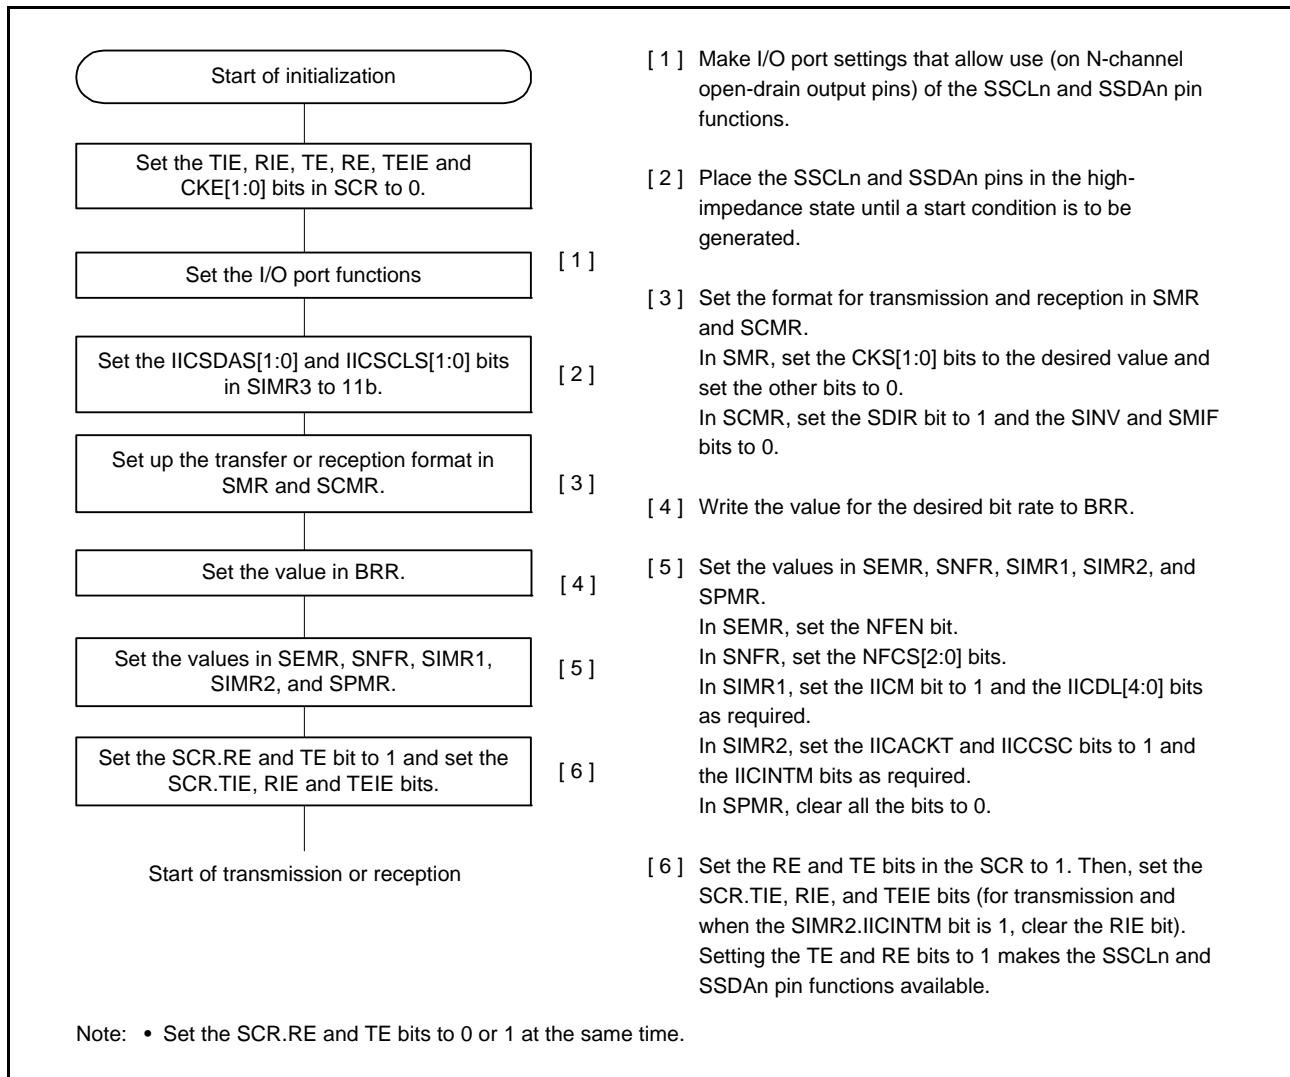 Start of initialization
Set the TIE, RIE, TE, RE, TEIE and
CKE[1:0] bits in SCR to 0.
Set the I/O port functions
[ 1 ]
Set the IICSDAS[1:0] and IICSCLS[1:0] bits
in SIMR3 to 11b.
[ 2 ]
Set up the transfer or reception format in
SMR and SCMR.
[ 3 ]
Set the value in BRR.
[ 4 ]
Set the values in SEMR, SNFR, SIMR1,
SIMR2, and SPMR.
[ 5 ]
Set the SCR.RE and TE bit to 1 and set the
SCR.TIE, RIE and TEIE bits.
[ 6 ]
Start of transmission or reception
[ 1 ] Make I/O port settings that allow use (on N-channel
open-drain output pins) of the SSCLn and SSDAn pin
functions.
[ 2 ] Place the SSCLn and SSDAn pins in the high-
impedance state until a start condition is to be
generated.
[ 3 ] Set the format for transmission and reception in SMR
and SCMR.
In SMR, set the CKS[1:0] bits to the desired value and
set the other bits to 0.
In SCMR, set the SDIR bit to 1 and the SINV and SMIF
bits to 0.
[ 4 ] Write the value for the desired bit rate to BRR.
[ 5 ] Set the values in SEMR, SNFR, SIMR1, SIMR2, and
SPMR.
In SEMR, set the NFEN bit.
In SNFR, set the NFCS[2:0] bits.
In SIMR1, set the IICM bit to 1 and the IICDL[4:0] bits
as required.
In SIMR2, set the IICACKT and IICCSC bits to 1 and
the IICINTM bits as required.
In SPMR, clear all the bits to 0.
[ 6 ] Set the RE and TE bits in the SCR to 1. Then, set the
SCR.TIE, RIE, and TEIE bits (for transmission and
when the SIMR2.IICINTM bit is 1, clear the RIE bit).
Setting the TE and RE bits to 1 makes the SSCLn and
SSDAn pin functions available.
Note: • Set the SCR.RE and TE bits to 0 or 1 at the same time.